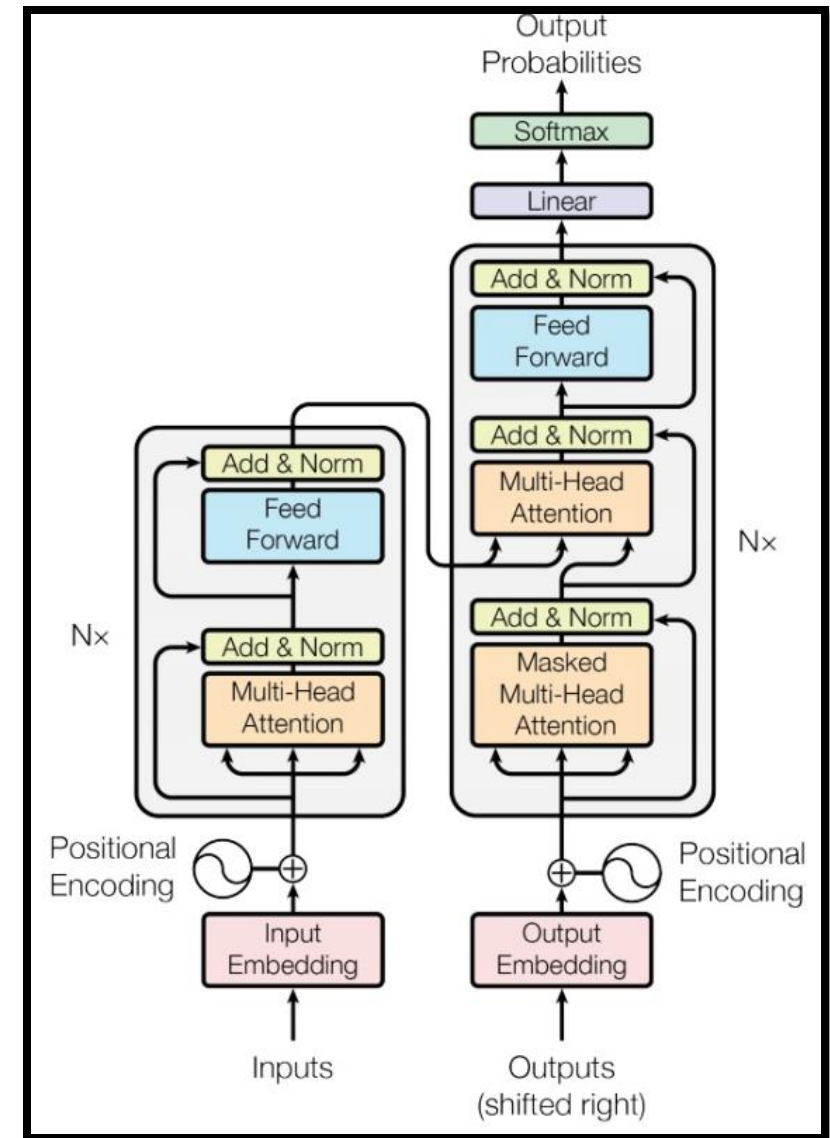 Output
Probabilities
Softmax
Linear
Add & Norm
Feed
Forward
Add & Norm
Multi-Head
Attention
Nx
Add & Norm
Masked
Multi-Head
Attention
Add & Norm
Feed
Forward
Nx
Add & Norm
Multi-Head
Attention
Positional
Encoding
Positional
Encoding
Input
Embedding
Output
Embedding
Inputs
Outputs
(shifted right)